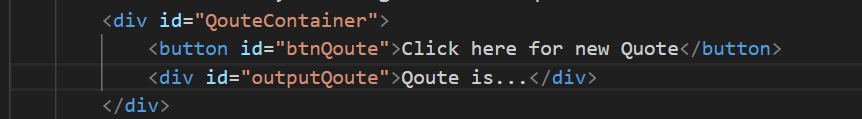 <div id="QouteContainer">
<button id="btnQoute">Click here for new Quote</button>
<div id="outputQoute">Qoute is...</div>
</div>